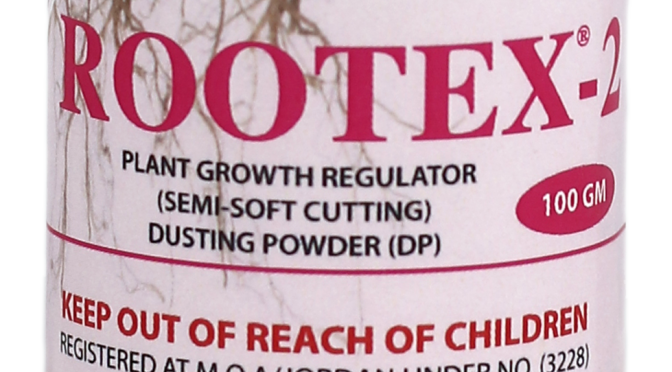 ROOTEX®-2
PLANT GROWTH REGULATOR
(SEMI-SOFT CUTTING)
DUSTING POWDER (DP)
100 GM
KEEP OUT OF REACH OF CHILDREN
REGISTERED AT M.O.A/JORDAN UNDER NO. (3228)